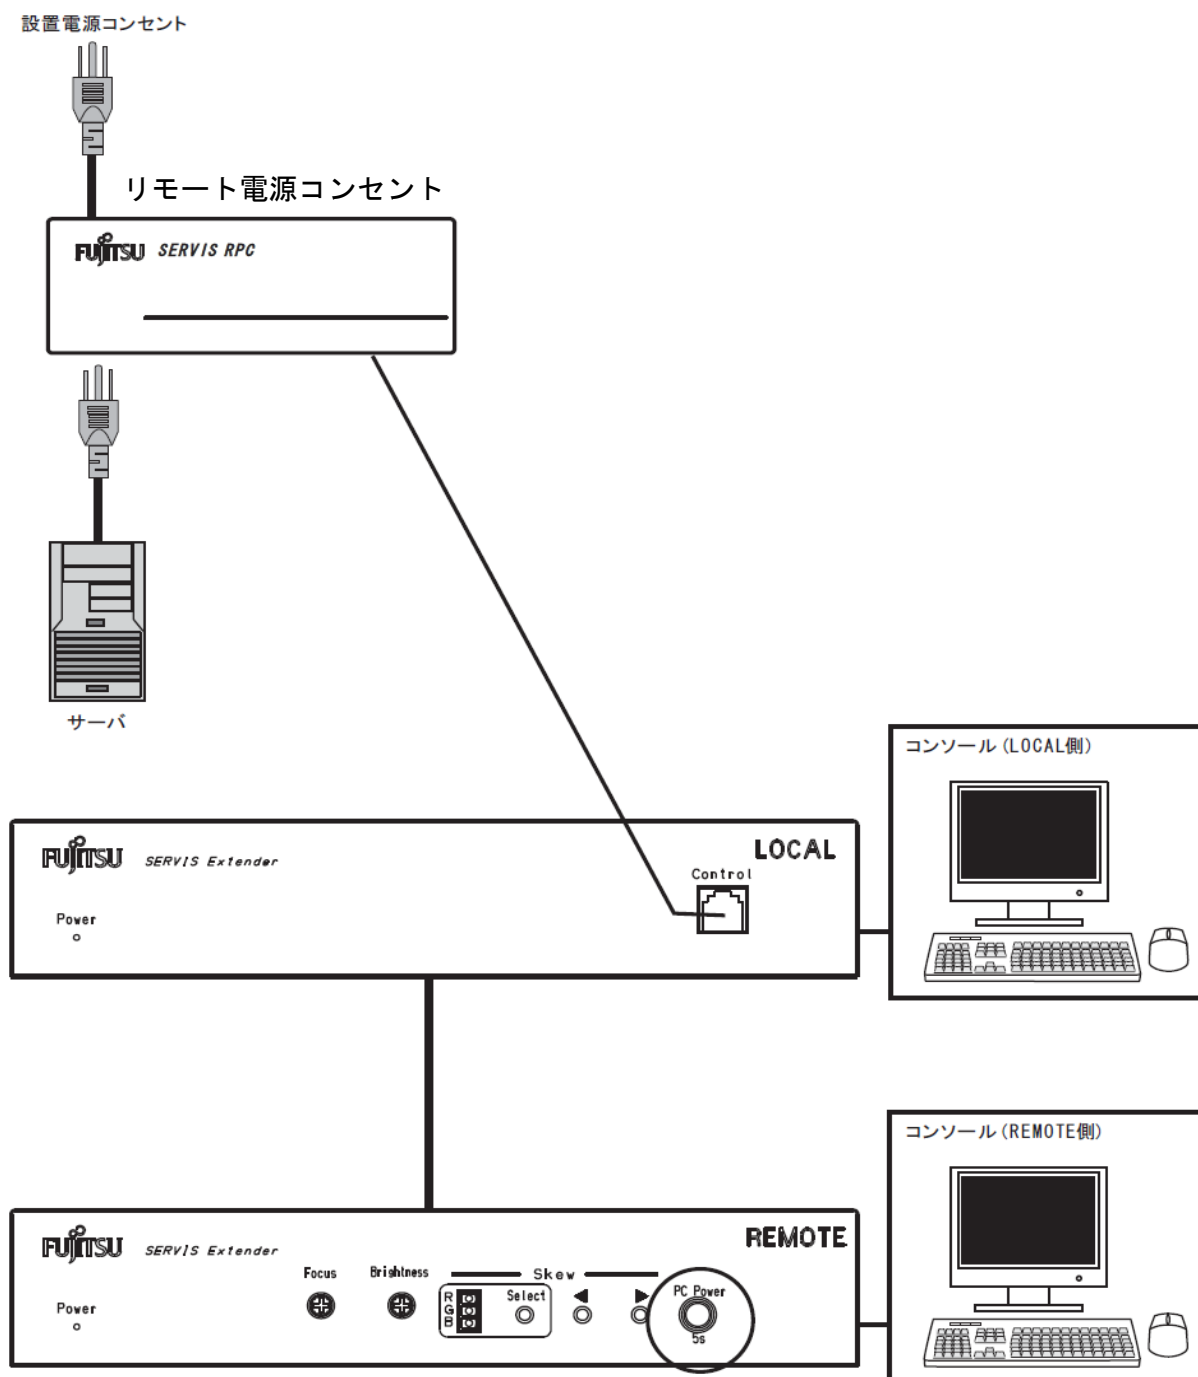 設置電源コンセント
リモート電源コンセント
FUJITSU SERVIS RPC
サーバ
コンソール(LOCAL側)
FUJITSU SERVIS Extender
LOCAL
Control
Power
コンソール(REMOTE側)
FUJITSU SERVIS Extender
REMOTE
Focus
Brightness
Skew
R
G
B
Select
PC Power
5s
Power